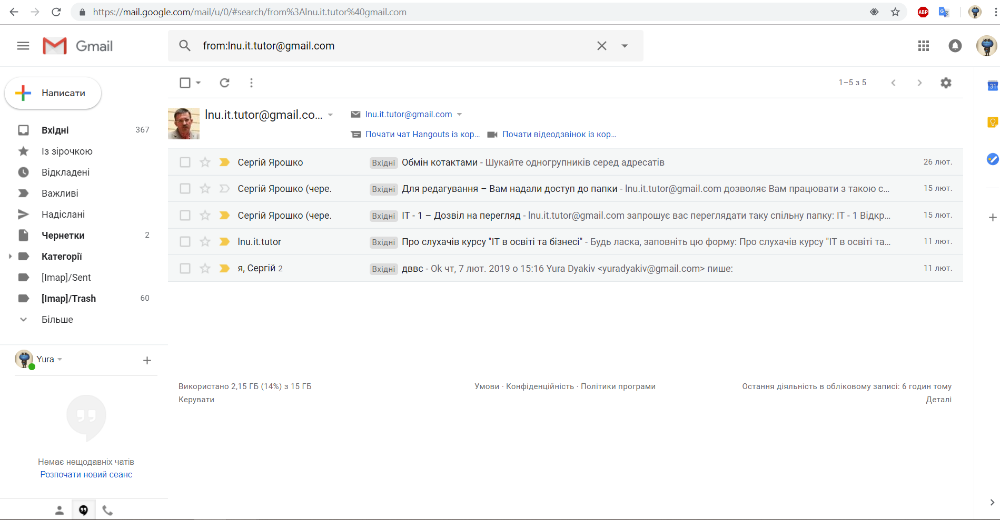 https://mail.google.com/mail/u/0/#search/from%3Alnu.it.tutor%40gmail.com
ABP
Gmail
from:lnu.it.tutor@gmail.com
Написати
1–5 з 5
31
lnu.it.tutor@gmail.co...
lnu.it.tutor@gmail.com
Почати чат Hangouts із кор...
Почати відеодзвінок із кор...
Вхідні 367
Із зірочкою
Відкладені
Важливі
Надіслані
Чернетки 2
Категорії
[Imap]/Sent
[Imap]/Trash 60
Більше
Сергій Ярошко Вхідні Обмін котактами - Шукайте одногрупників серед адресатів 26 лют.
Сергій Ярошко (чере. Вхідні Для редагування – Вам надали доступ до папки - lnu.it.tutor@gmail.com дозволяє Вам працювати з такою с... 15 лют.
Сергій Ярошко (чере. Вхідні ІТ - 1 – Дозвіл на перегляд - lnu.it.tutor@gmail.com запрошує вас переглядати таку спільну папку: ІТ - 1 Відкр... 15 лют.
lnu.it.tutor Вхідні Про слухачів курсу "ІТ в освіті та бізнесі" - Будь ласка, заповніть цю форму: Про слухачів курсу "ІТ в освіті та... 11 лют.
я, Сергій 2 Вхідні дввс - Ok чт, 7 лют. 2019 о 15:16 Yura Dyakiv <yuradyakiv@gmail.com> пише: 11 лют.
Yura
Використано 2,15 ГБ (14%) з 15 ГБ
Керувати
Умови · Конфіденційність · Політики програми
Остання діяльність в обліковому записі: 6 годин тому
Деталі
Немає нещодавніх чатів
Розпочати новий сеанс